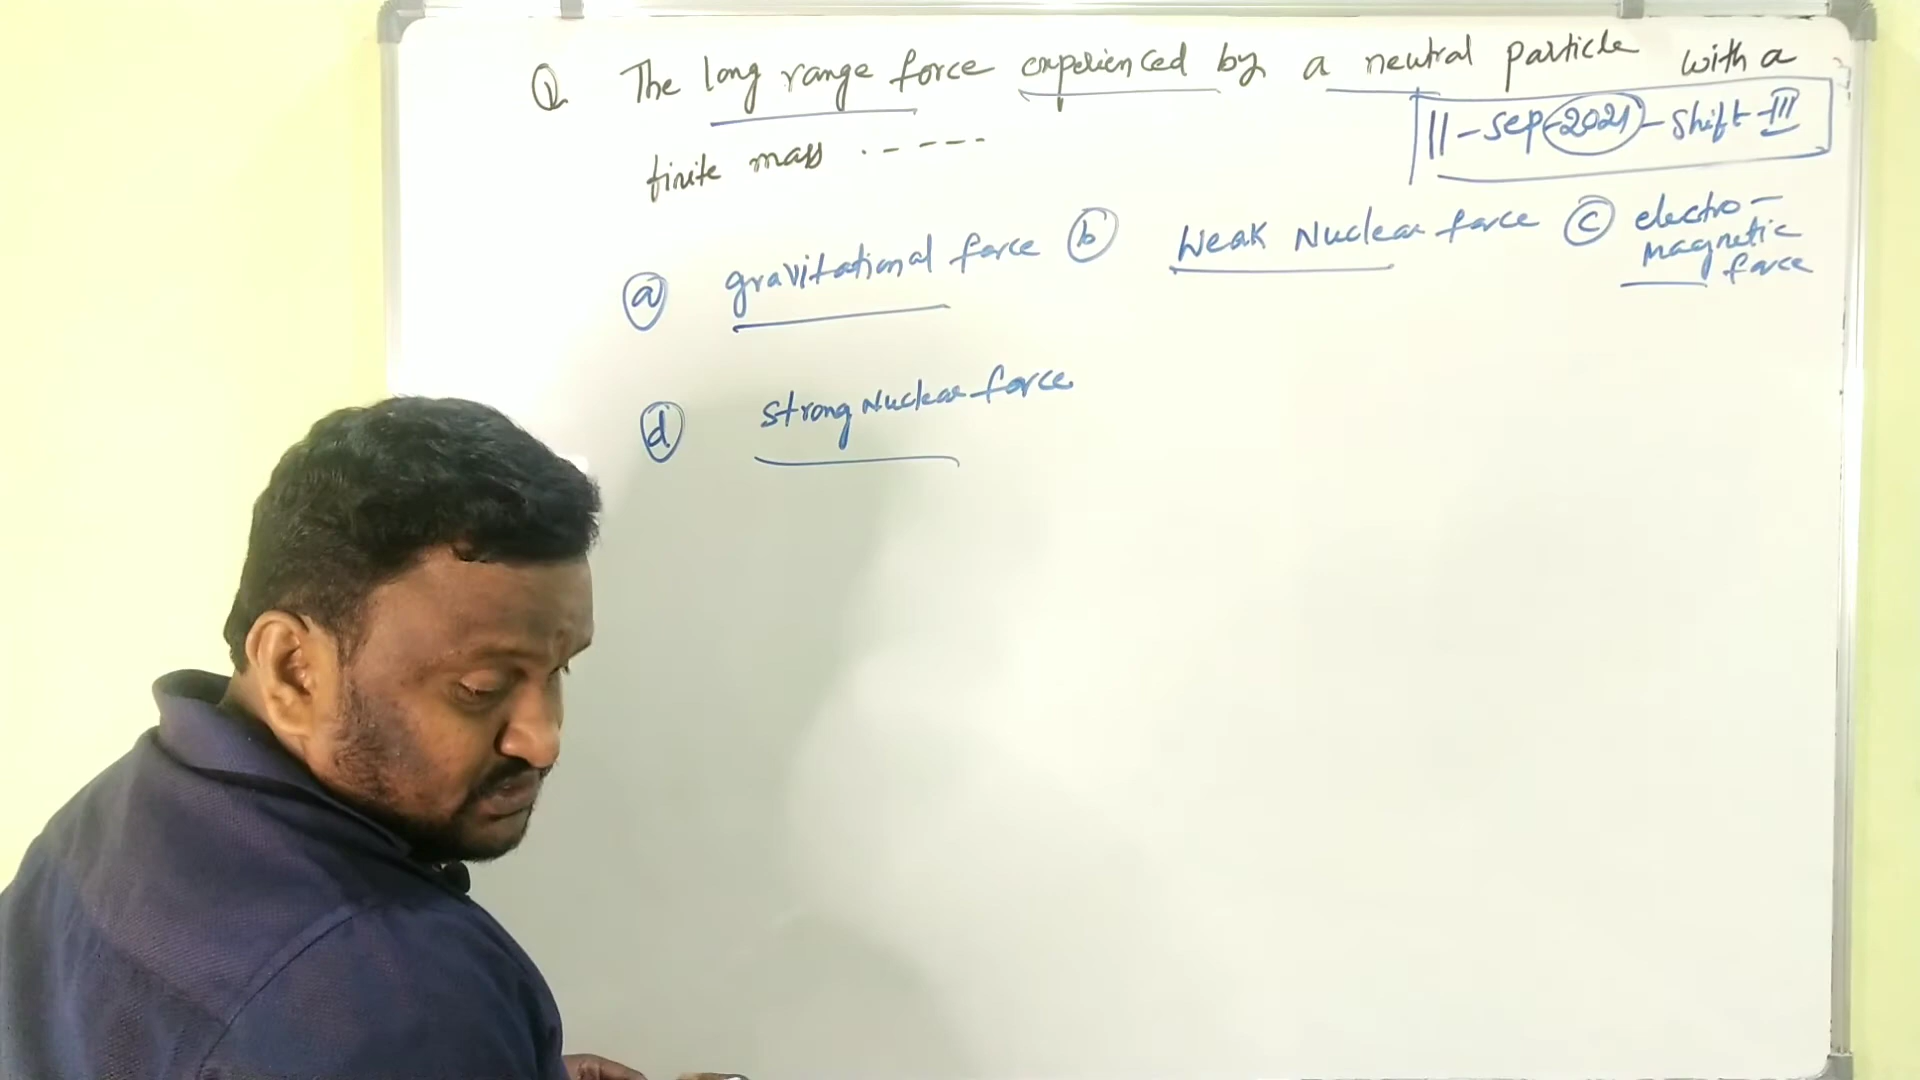 Q The long range force experienced by a neutral particle with a
11-Sep-2021-Shift-III
finite mass .-----
(a) gravitational force (b) Weak Nuclear force (c) electro-
magnetic
force
(d) Strong Nuclear force